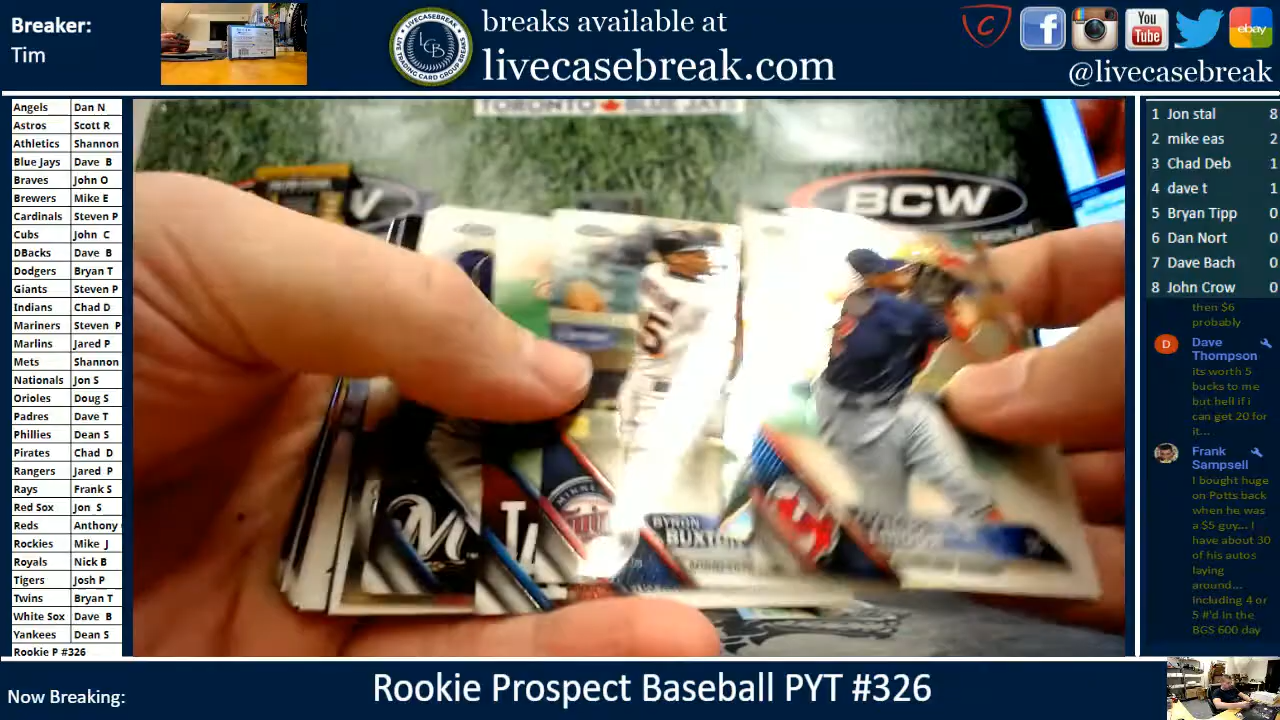 Breaker:
Tim
breaks available at
livecasebreak.com
LIVECASEBREAK
LCB
You
Tube
ebay
@livecasebreak
Angels Dan N
Astros Scott R
Athletics Shannon
Blue Jays Dave B
Braves John O
Brewers Mike E
Cardinals Steven P
Cubs John C
DBacks Dave B
Dodgers Bryan T
Giants Steven P
Indians Chad D
Mariners Steven P
Marlins Jared P
Mets Shannon
Nationals Jon S
Orioles Doug S
Padres Dave T
Phillies Dean S
Pirates Chad D
Rangers Jared P
Rays Frank S
Red Sox Jon S
Reds Anthony
Rockies Mike J
Royals Nick B
Tigers Josh P
Twins Bryan T
White Sox Dave B
Yankees Dean S
Rookie P #326
TORONTO BLUE JAYS
BCW
5
BYRON
BUXTON
1 Jon stal 8
2 mike eas 2
3 Chad Deb 1
4 dave t 1
5 Bryan Tipp 0
6 Dan Nort 0
7 Dave Bach 0
8 John Crow 0
then $6
probably
D
Dave
Thompson
its worth 5
bucks to me
but hell if i
can get 20 for
it...
Frank
Sampsell
I bought huge
on Potts back
when he was
a $5 guy... I
have about 30
of his autos
laying
around...
including 4 or
5 #'d in the
BGS 600 day
Now Breaking:
Rookie Prospect Baseball PYT #326